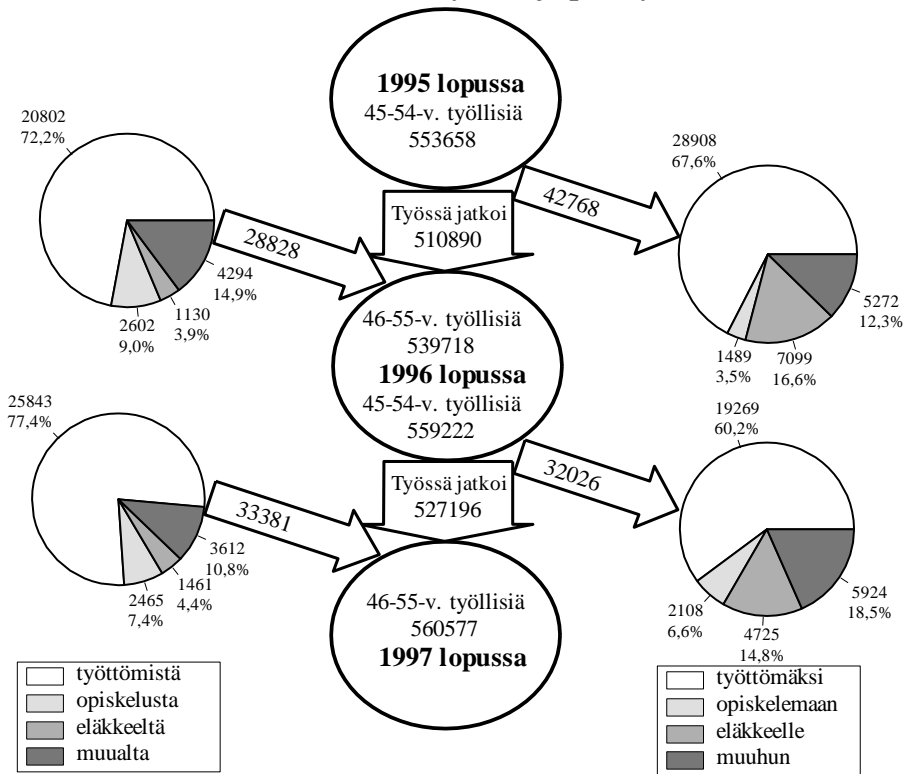 1995 lopussa
45-54-v. työllisiä
553658
20802
72,2%
4294
14,9%
1130
3,9%
2602
9,0%
28828
Työssä jatkoi
510890
42768
28908
67,6%
5272
12,3%
7099
16,6%
1489
3,5%
46-55-v. työllisiä
539718
1996 lopussa
45-54-v. työllisiä
559222
25843
77,4%
3612
10,8%
1461
4,4%
2465
7,4%
33381
Työssä jatkoi
527196
32026
19269
60,2%
5924
18,5%
4725
14,8%
2108
6,6%
46-55-v. työllisiä
560577
1997 lopussa
työttömistä
opiskelusta
eläkkeeltä
muualta
työttömäksi
opiskelemaan
eläkkeelle
muuhun